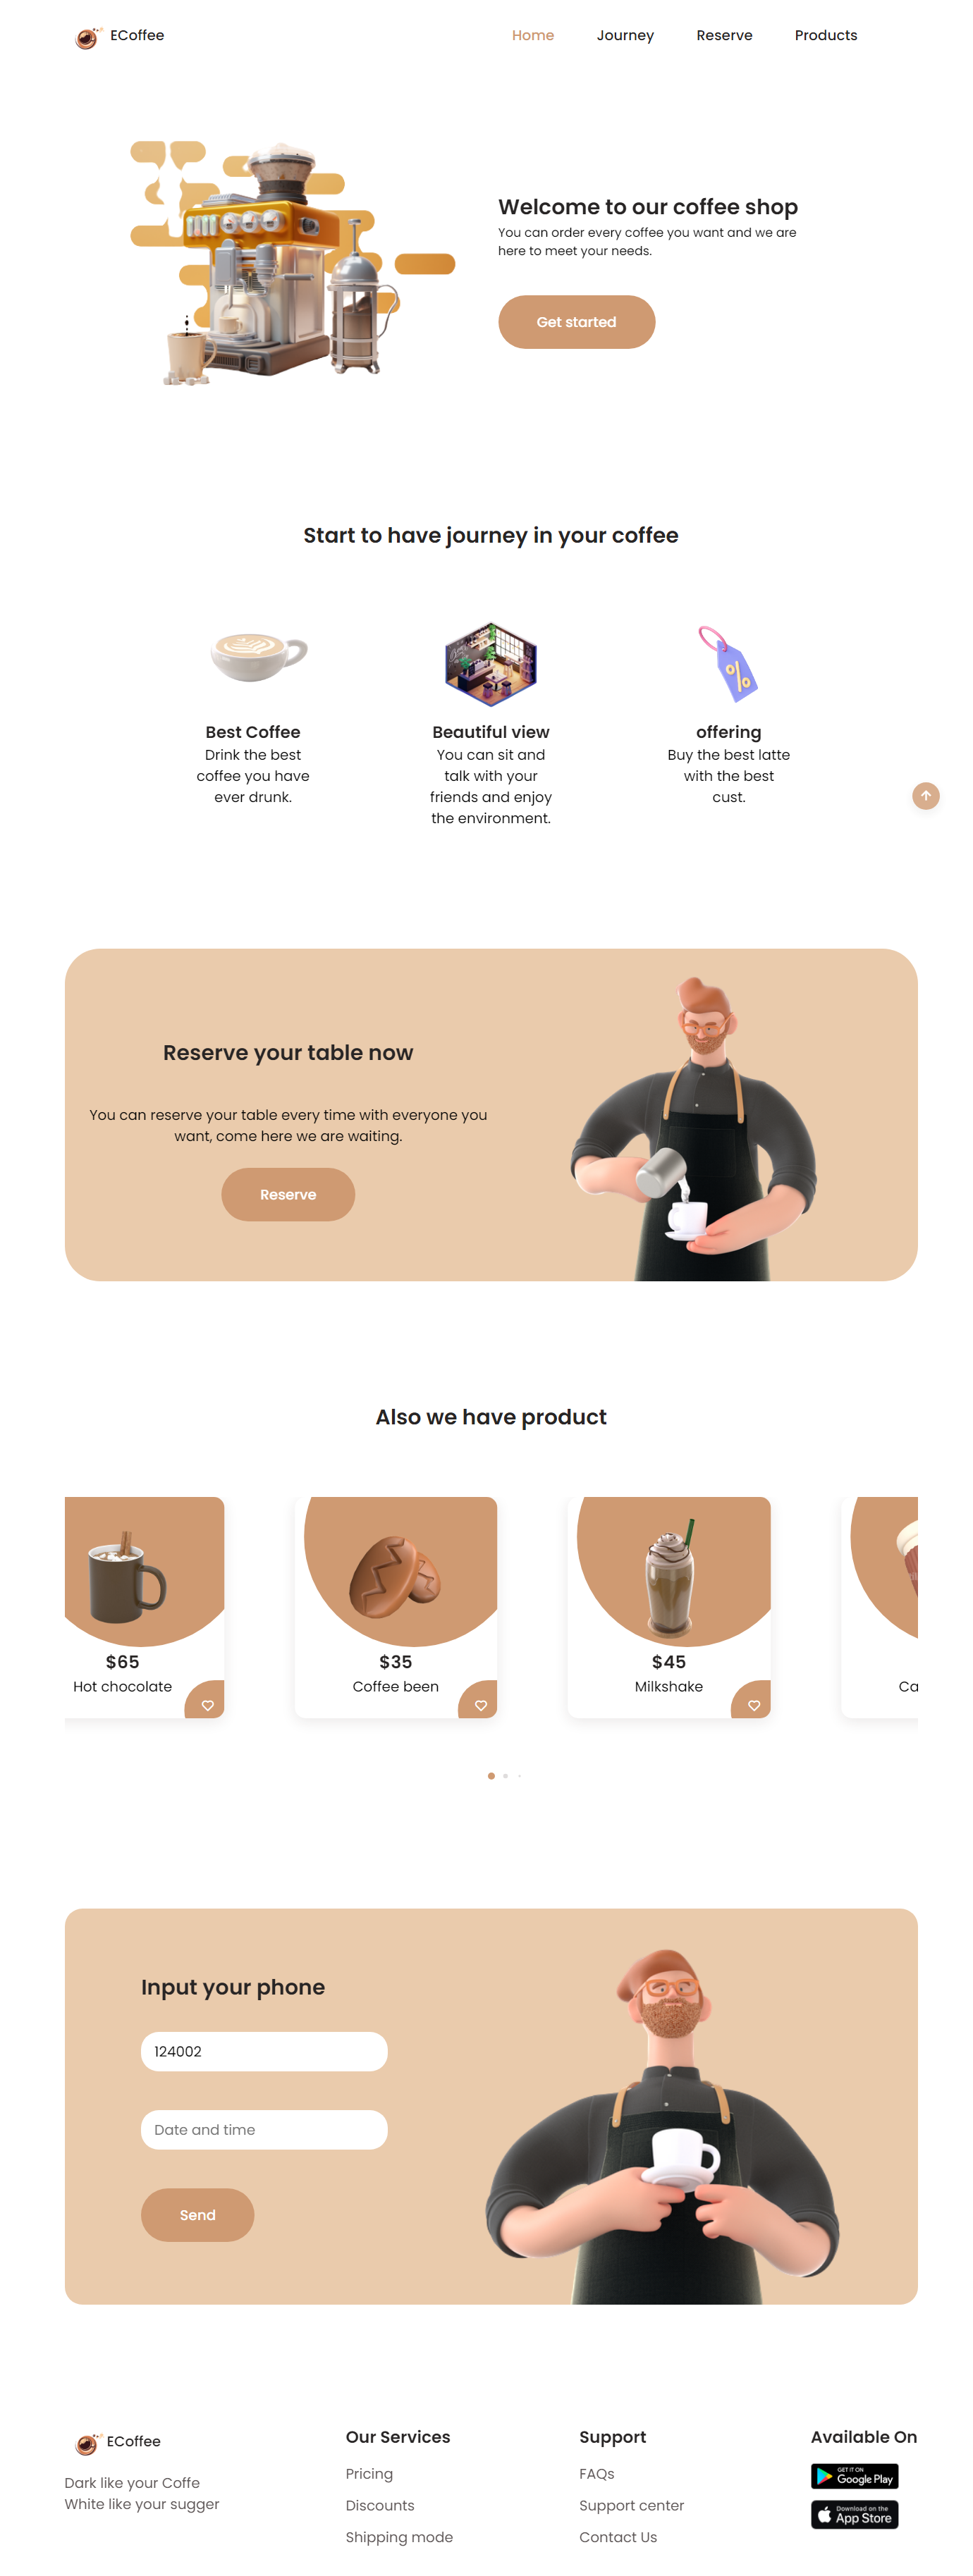 ECoffee
Home
Journey
Reserve
Products
Welcome to our coffee shop
You can order every coffee you want and we are
here to meet your needs.
Get started
Start to have journey in your coffee
Best Coffee
Drink the best
coffee you have
ever drunk.
Beautiful view
You can sit and
talk with your
friends and enjoy
the environment.
offering
Buy the best latte
with the best
cust.
Reserve your table now
You can reserve your table every time with everyone you
want, come here we are waiting.
Reserve
Also we have product
$65
Hot chocolate
$35
Coffee been
$45
Milkshake
Ca
Input your phone
124002
Date and time
Send
ECoffee
Dark like your Coffe
White like your sugger
Our Services
Pricing
Discounts
Shipping mode
Support
FAQs
Support center
Contact Us
Available On
GET IT ON
Google Play
Download on the
App Store